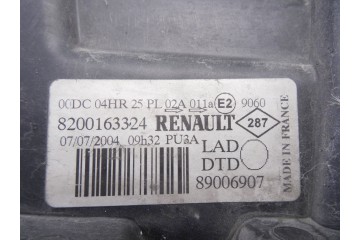 00DC 04HR 25 PL 02A 011a E2 9060
8200163324 RENAULT 287
07/07/2004 09h32 PU3A LAD
DTD
89006907
MADE IN FRANCE